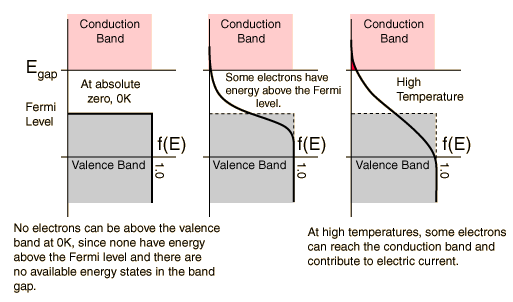 Conduction
Band
E gap
At absolute
zero, 0K
Fermi
Level
f(E)
Valence Band
1.0
No electrons can be above the valence
band at 0K, since none have energy
above the Fermi level and there are
no available energy states in the band
gap.
Conduction
Band
Some electrons have
energy above the Fermi
level.
f(E)
Valence Band
1.0
Conduction
Band
High
Temperature
f(E)
Valence Band
1.0
At high temperatures, some electrons
can reach the conduction band and
contribute to electric current.